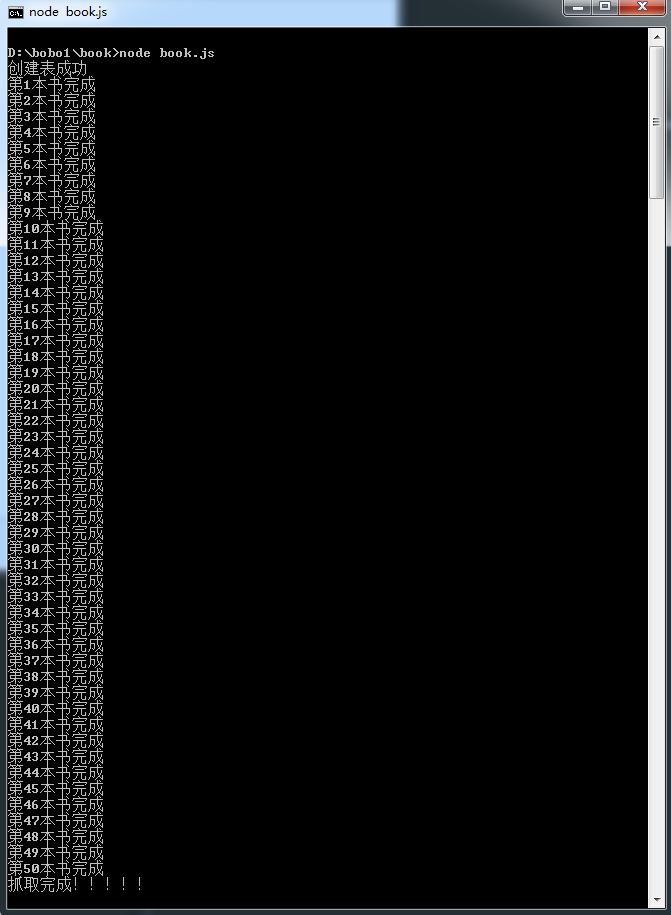 node book.js
D:\bobo1\book>node book.js
创建表成功
第1本书完成
第2本书完成
第3本书完成
第4本书完成
第5本书完成
第6本书完成
第7本书完成
第8本书完成
第9本书完成
第10本书完成
第11本书完成
第12本书完成
第13本书完成
第14本书完成
第15本书完成
第16本书完成
第17本书完成
第18本书完成
第19本书完成
第20本书完成
第21本书完成
第22本书完成
第23本书完成
第24本书完成
第25本书完成
第26本书完成
第27本书完成
第28本书完成
第29本书完成
第30本书完成
第31本书完成
第32本书完成
第33本书完成
第34本书完成
第35本书完成
第36本书完成
第37本书完成
第38本书完成
第39本书完成
第40本书完成
第41本书完成
第42本书完成
第43本书完成
第44本书完成
第45本书完成
第46本书完成
第47本书完成
第48本书完成
第49本书完成
第50本书完成
抓取完成！！！！！